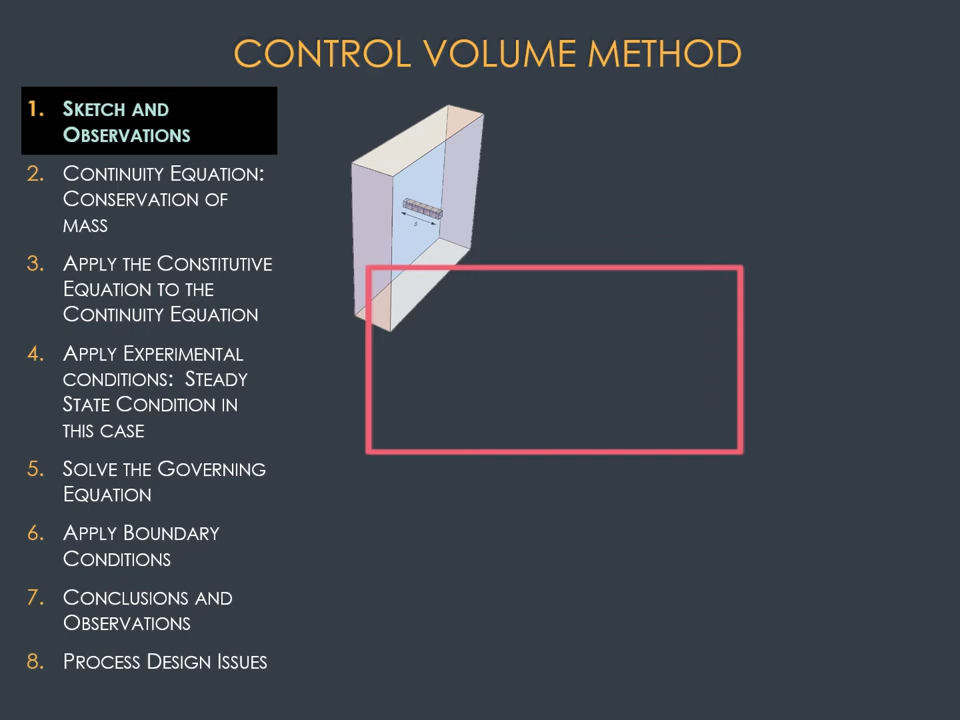 CONTROL VOLUME METHOD
1. SKETCH AND
OBSERVATIONS
2. CONTINUITY EQUATION:
CONSERVATION OF
MASS
3. APPLY THE CONSTITUTIVE
EQUATION TO THE
CONTINUITY EQUATION
4. APPLY EXPERIMENTAL
CONDITIONS: STEADY
STATE CONDITION IN
THIS CASE
5. SOLVE THE GOVERNING
EQUATION
6. APPLY BOUNDARY
CONDITIONS
7. CONCLUSIONS AND
OBSERVATIONS
8. PROCESS DESIGN ISSUES